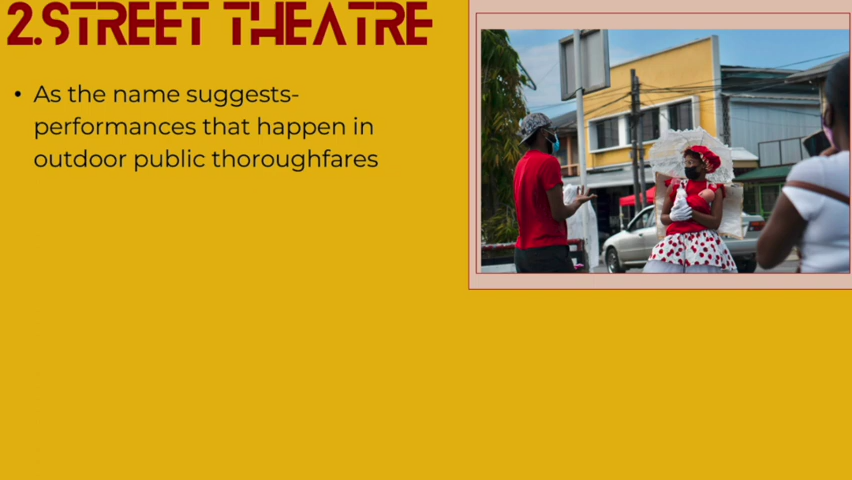 2.STREET THEATRE
• As the name suggests-
performances that happen in
outdoor public thoroughfares